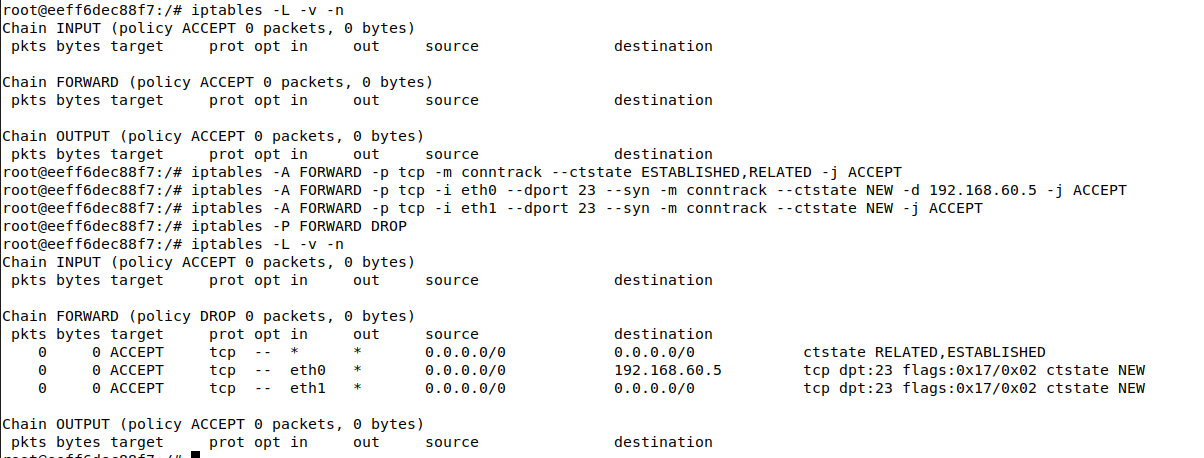 root@eeff6dec88f7:/# iptables -L -v -n
Chain INPUT (policy ACCEPT 0 packets, 0 bytes)
 pkts bytes target     prot opt in     out     source               destination

Chain FORWARD (policy ACCEPT 0 packets, 0 bytes)
 pkts bytes target     prot opt in     out     source               destination

Chain OUTPUT (policy ACCEPT 0 packets, 0 bytes)
 pkts bytes target     prot opt in     out     source               destination
root@eeff6dec88f7:/# iptables -A FORWARD -p tcp -m conntrack --ctstate ESTABLISHED,RELATED -j ACCEPT
root@eeff6dec88f7:/# iptables -A FORWARD -p tcp -i eth0 --dport 23 --syn -m conntrack --ctstate NEW -d 192.168.60.5 -j ACCEPT
root@eeff6dec88f7:/# iptables -A FORWARD -p tcp -i eth1 --dport 23 --syn -m conntrack --ctstate NEW -j ACCEPT
root@eeff6dec88f7:/# iptables -P FORWARD DROP
root@eeff6dec88f7:/# iptables -L -v -n
Chain INPUT (policy ACCEPT 0 packets, 0 bytes)
 pkts bytes target     prot opt in     out     source               destination

Chain FORWARD (policy DROP 0 packets, 0 bytes)
 pkts bytes target     prot opt in     out     source               destination
    0     0 ACCEPT     tcp  --  *      *       0.0.0.0/0            0.0.0.0/0            ctstate RELATED,ESTABLISHED
    0     0 ACCEPT     tcp  --  eth0   *       0.0.0.0/0            192.168.60.5         tcp dpt:23 flags:0x17/0x02 ctstate NEW
    0     0 ACCEPT     tcp  --  eth1   *       0.0.0.0/0            0.0.0.0/0            tcp dpt:23 flags:0x17/0x02 ctstate NEW

Chain OUTPUT (policy ACCEPT 0 packets, 0 bytes)
 pkts bytes target     prot opt in     out     source               destination
root@eeff6dec88f7:/#